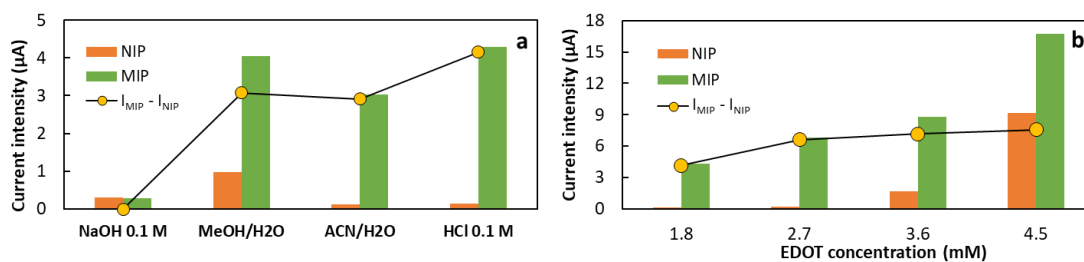 a
Current intensity (µA)
5
4
3
2
1
0
NIP
MIP
I_MIP - I_NIP
NaOH 0.1 M MeOH/H2O ACN/H2O HCl 0.1 M
b
Current intensity (µA)
18
15
12
9
6
3
0
NIP
MIP
I_MIP - I_NIP
1.8 2.7 3.6 4.5
EDOT concentration (mM)